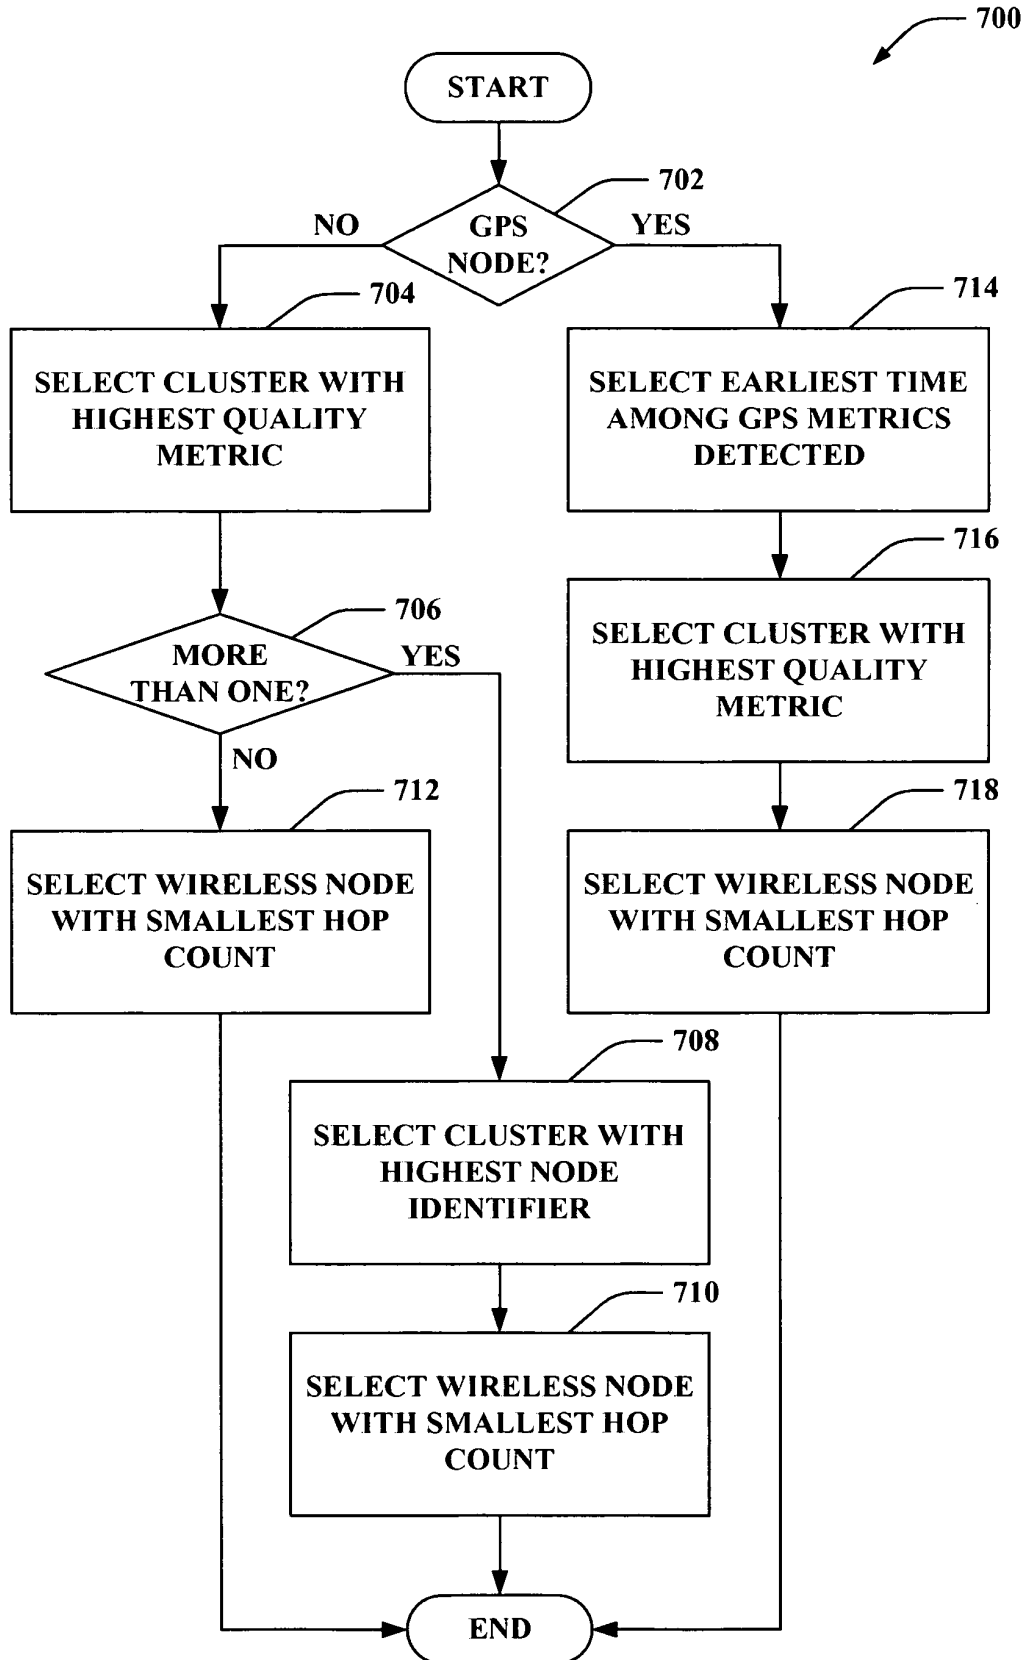 700
START
702
GPS
NODE?
NO
YES
704
SELECT CLUSTER WITH
HIGHEST QUALITY
METRIC
714
SELECT EARLIEST TIME
AMONG GPS METRICS
DETECTED
706
MORE
THAN ONE?
YES
NO
716
SELECT CLUSTER WITH
HIGHEST QUALITY
METRIC
712
SELECT WIRELESS NODE
WITH SMALLEST HOP
COUNT
718
SELECT WIRELESS NODE
WITH SMALLEST HOP
COUNT
708
SELECT CLUSTER WITH
HIGHEST NODE
IDENTIFIER
710
SELECT WIRELESS NODE
WITH SMALLEST HOP
COUNT
END